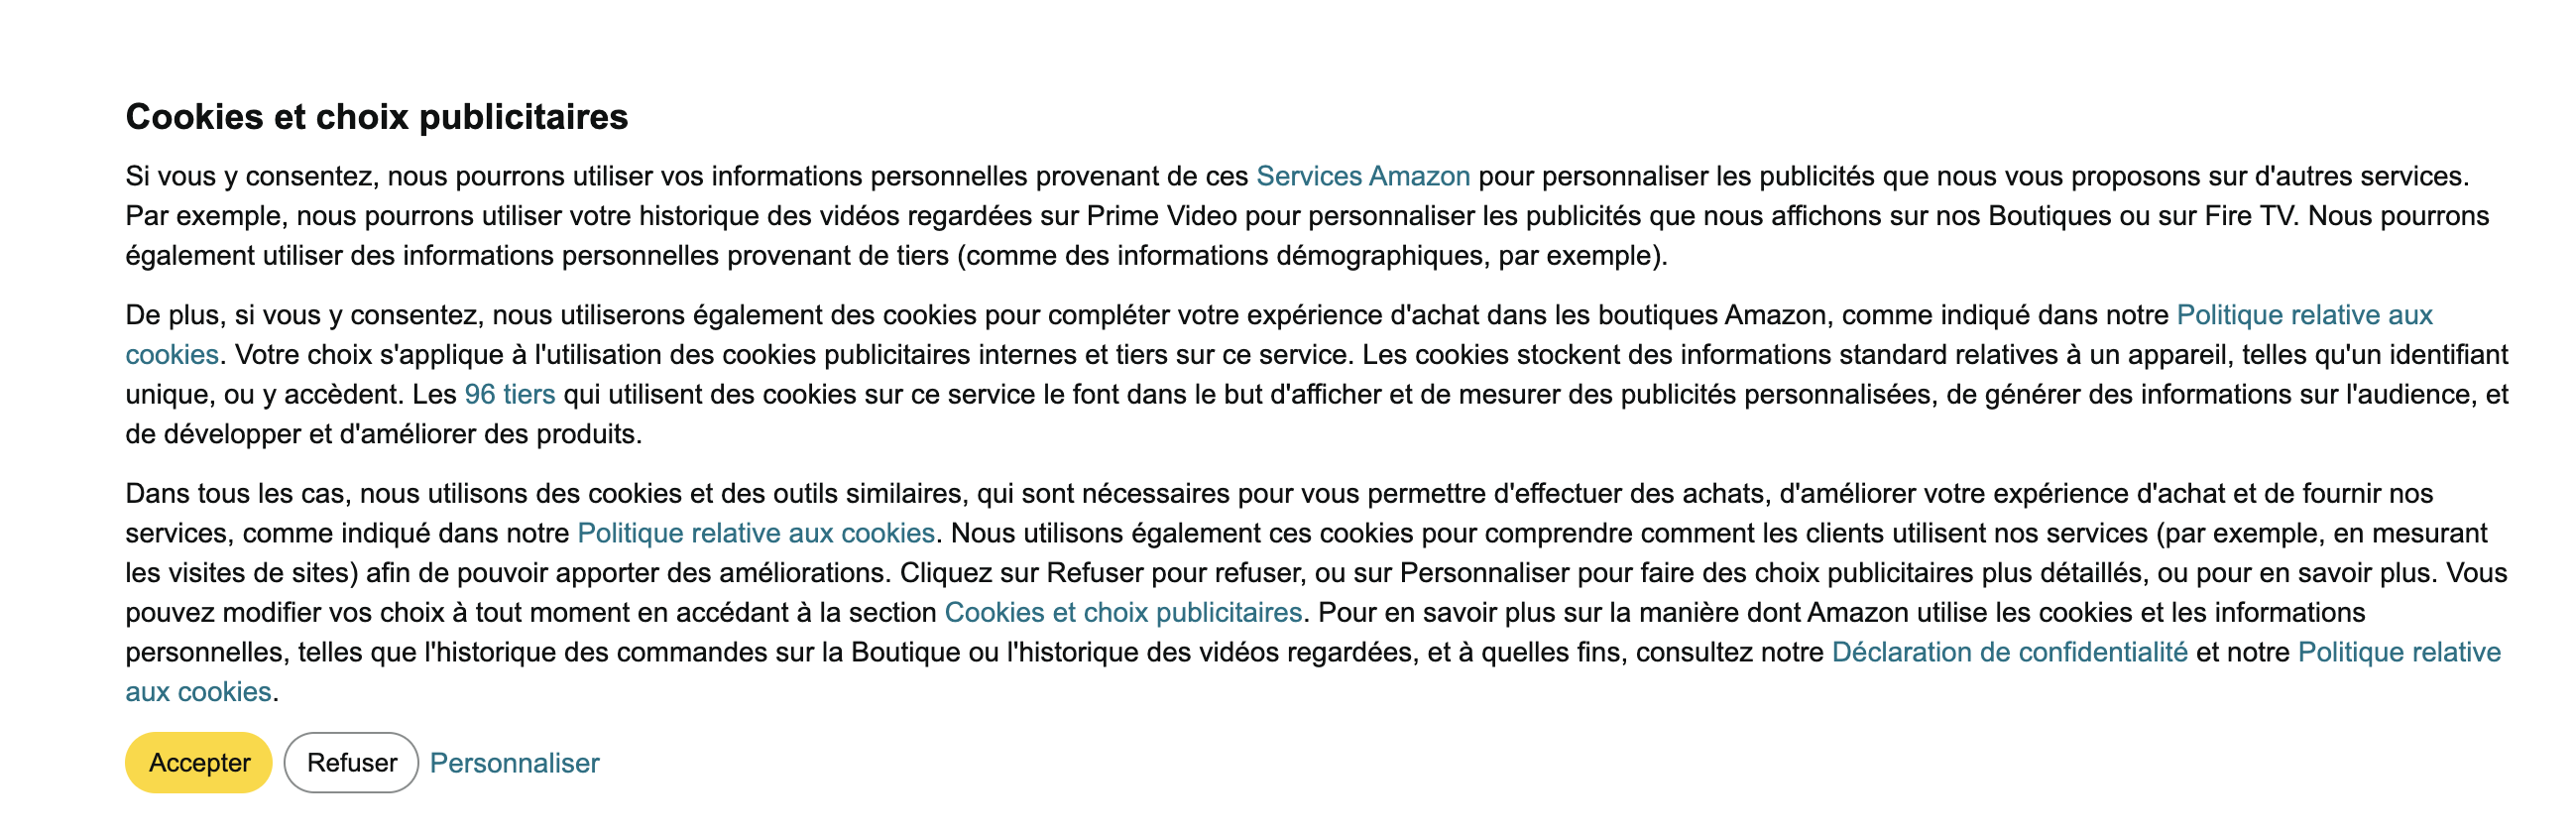 Cookies et choix publicitaires
Si vous y consentez, nous pourrons utiliser vos informations personnelles provenant de ces Services Amazon pour personnaliser les publicités que nous vous proposons sur d'autres services.
Par exemple, nous pourrons utiliser votre historique des vidéos regardées sur Prime Video pour personnaliser les publicités que nous affichons sur nos Boutiques ou sur Fire TV. Nous pourrons
également utiliser des informations personnelles provenant de tiers (comme des informations démographiques, par exemple).
De plus, si vous y consentez, nous utiliserons également des cookies pour compléter votre expérience d'achat dans les boutiques Amazon, comme indiqué dans notre Politique relative aux
cookies. Votre choix s'applique à l'utilisation des cookies publicitaires internes et tiers sur ce service. Les cookies stockent des informations standard relatives à un appareil, telles qu'un identifiant
unique, ou y accèdent. Les 96 tiers qui utilisent des cookies sur ce service le font dans le but d'afficher et de mesurer des publicités personnalisées, de générer des informations sur l'audience, et
de développer et d'améliorer des produits.
Dans tous les cas, nous utilisons des cookies et des outils similaires, qui sont nécessaires pour vous permettre d'effectuer des achats, d'améliorer votre expérience d'achat et de fournir nos
services, comme indiqué dans notre Politique relative aux cookies. Nous utilisons également ces cookies pour comprendre comment les clients utilisent nos services (par exemple, en mesurant
les visites de sites) afin de pouvoir apporter des améliorations. Cliquez sur Refuser pour refuser, ou sur Personnaliser pour faire des choix publicitaires plus détaillés, ou pour en savoir plus. Vous
pouvez modifier vos choix à tout moment en accédant à la section Cookies et choix publicitaires. Pour en savoir plus sur la manière dont Amazon utilise les cookies et les informations
personnelles, telles que l'historique des commandes sur la Boutique ou l'historique des vidéos regardées, et à quelles fins, consultez notre Déclaration de confidentialité et notre Politique relative
aux cookies.
Accepter Refuser Personnaliser